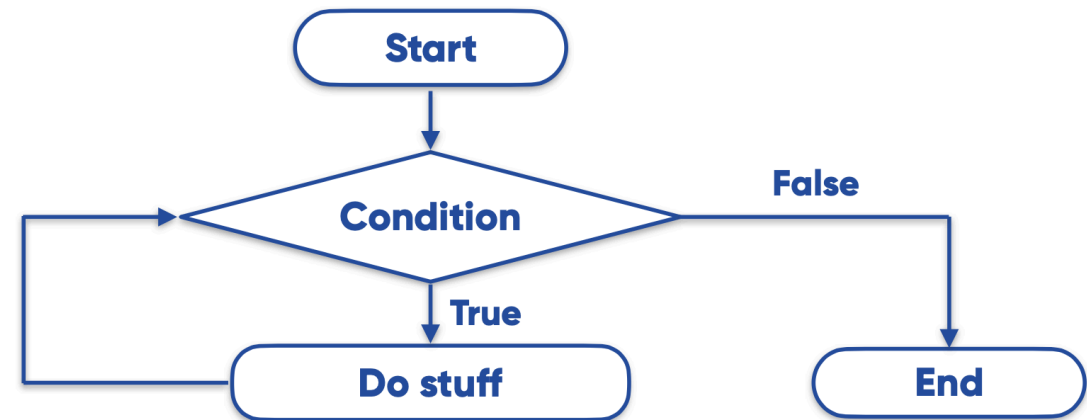 Start
Condition
False
True
Do stuff
End